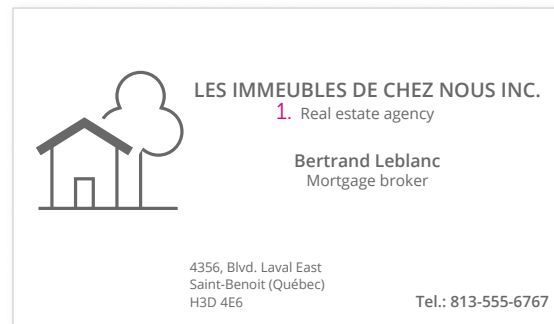 LES IMMEUBLES DE CHEZ NOUS INC.
1. Real estate agency
Bertrand Leblanc
Mortgage broker
4356, Blvd. Laval East
Saint-Benoit (Québec)
H3D 4E6
Tel.: 813-555-6767